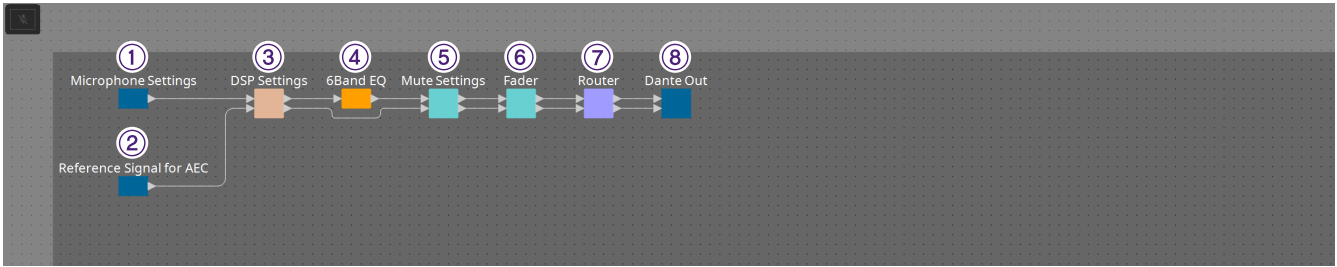 ① ③ ④ ⑤ ⑥ ⑦ ⑧
Microphone Settings DSP Settings 6Band EQ Mute Settings Fader Router Dante Out
②
Reference Signal for AEC